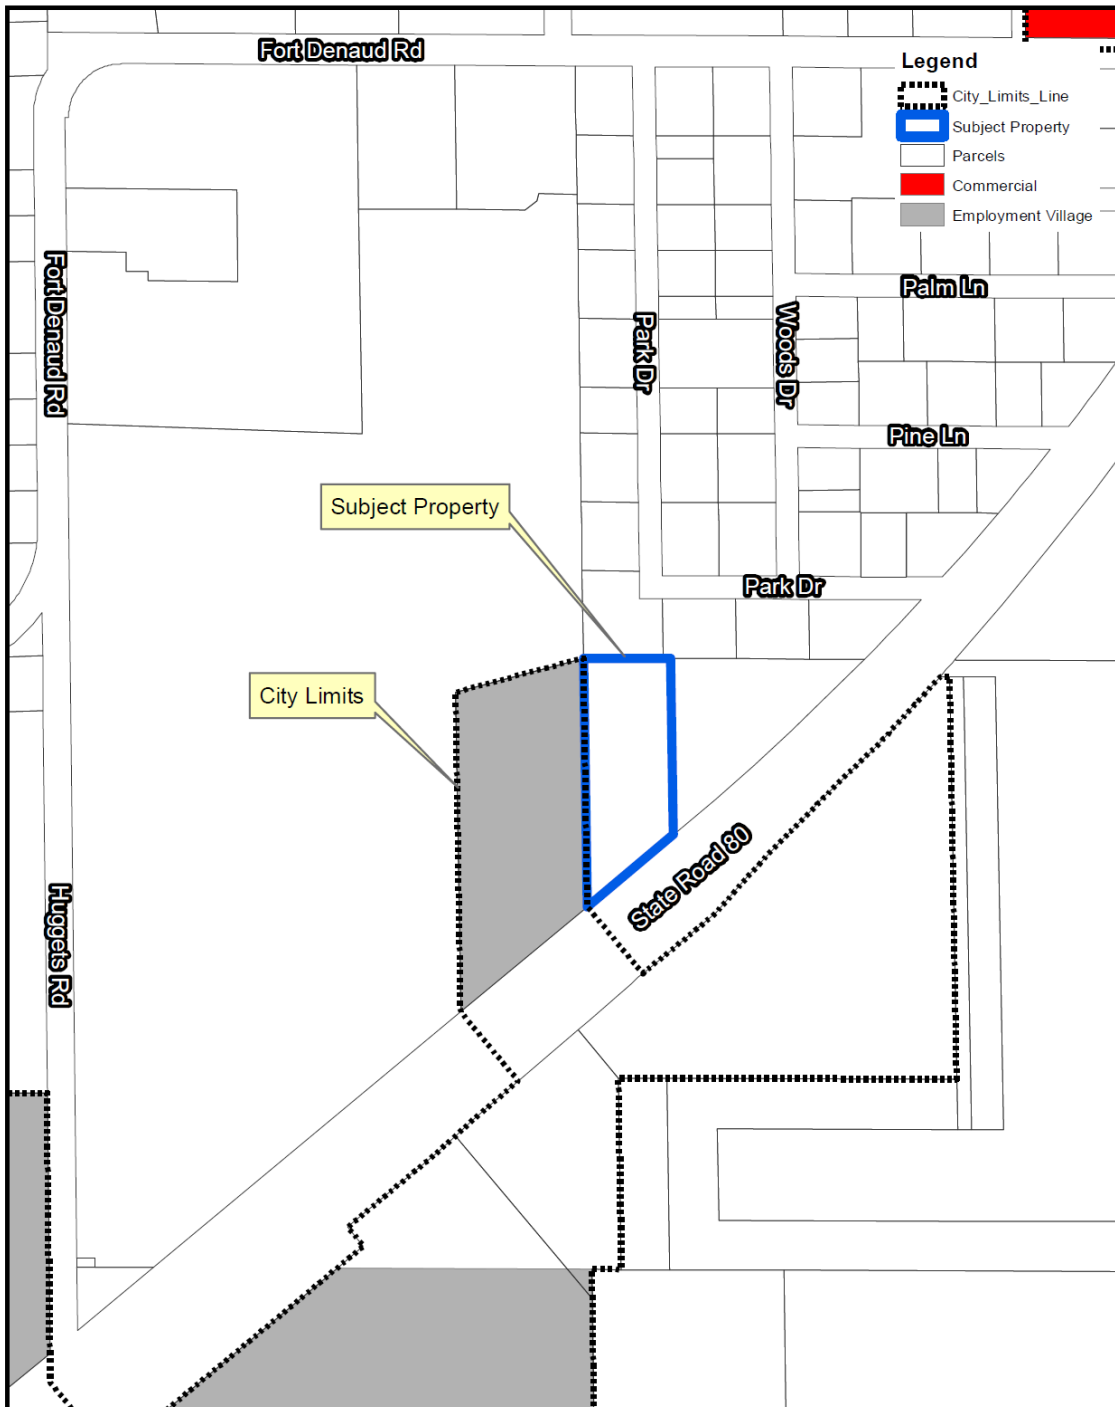 Fort Denaud Rd
Legend
City_Limits_Line
Subject Property
Parcels
Commercial
Employment Village
Fort Denaud Rd
Palm Ln
Park Dr
Woods Dr
Pine Ln
Subject Property
Park Dr
City Limits
State Road 80
Huggets Rd